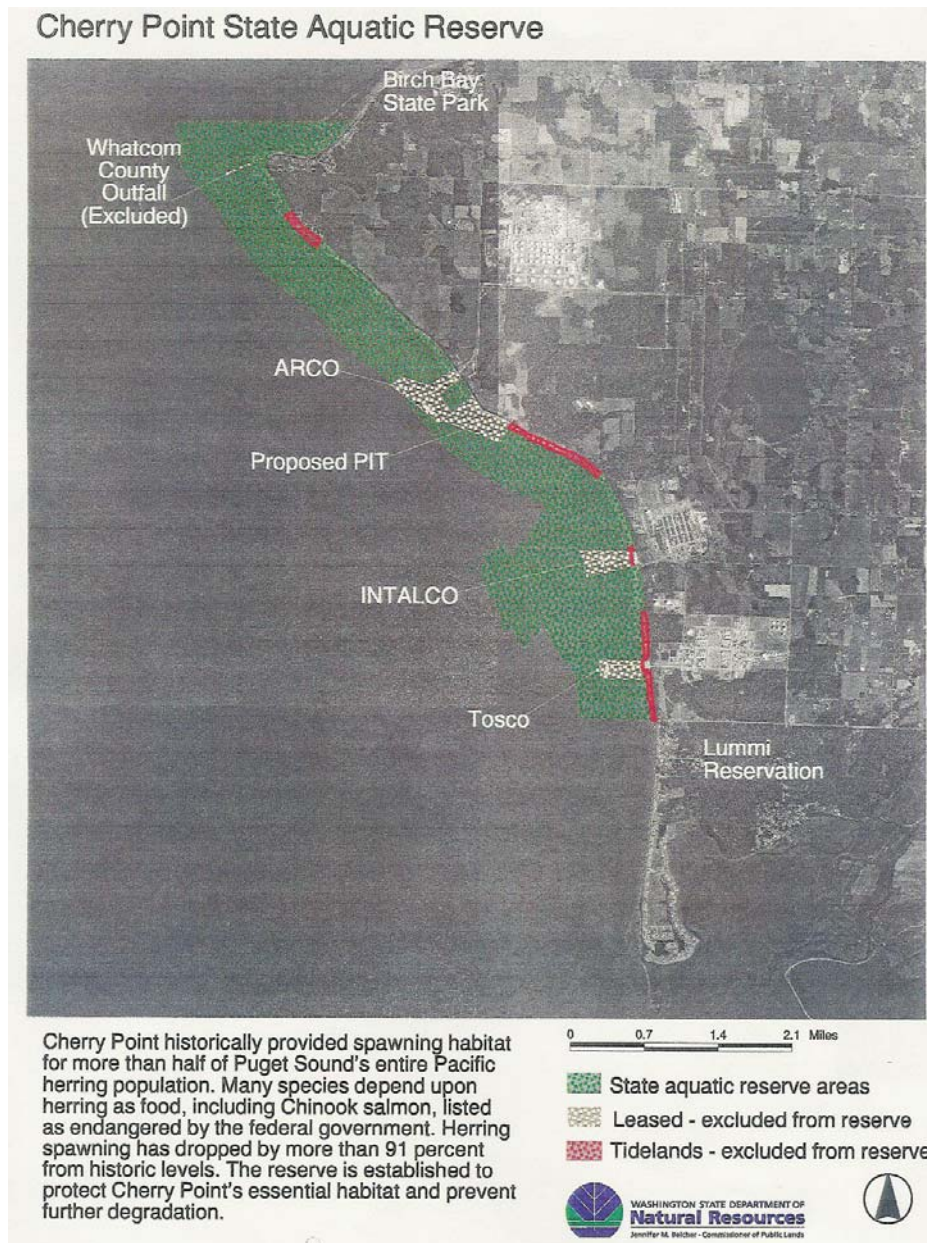 Cherry Point State Aquatic Reserve
Birch Bay
State Park
Whatcom
County
Outfall
(Excluded)
ARCO
Proposed PIT
INTALCO
Tosco
Lummi
Reservation
Cherry Point historically provided spawning habitat
for more than half of Puget Sound's entire Pacific
herring population. Many species depend upon
herring as food, including Chinook salmon, listed
as endangered by the federal government. Herring
spawning has dropped by more than 91 percent
from historic levels. The reserve is established to
protect Cherry Point's essential habitat and prevent
further degradation.
0 0.7 1.4 2.1 Miles
State aquatic reserve areas
Leased - excluded from reserve
Tidelands - excluded from reserve
WASHINGTON STATE DEPARTMENT OF
Natural Resources
Jennifer M. Belcher - Commissioner of Public Lands